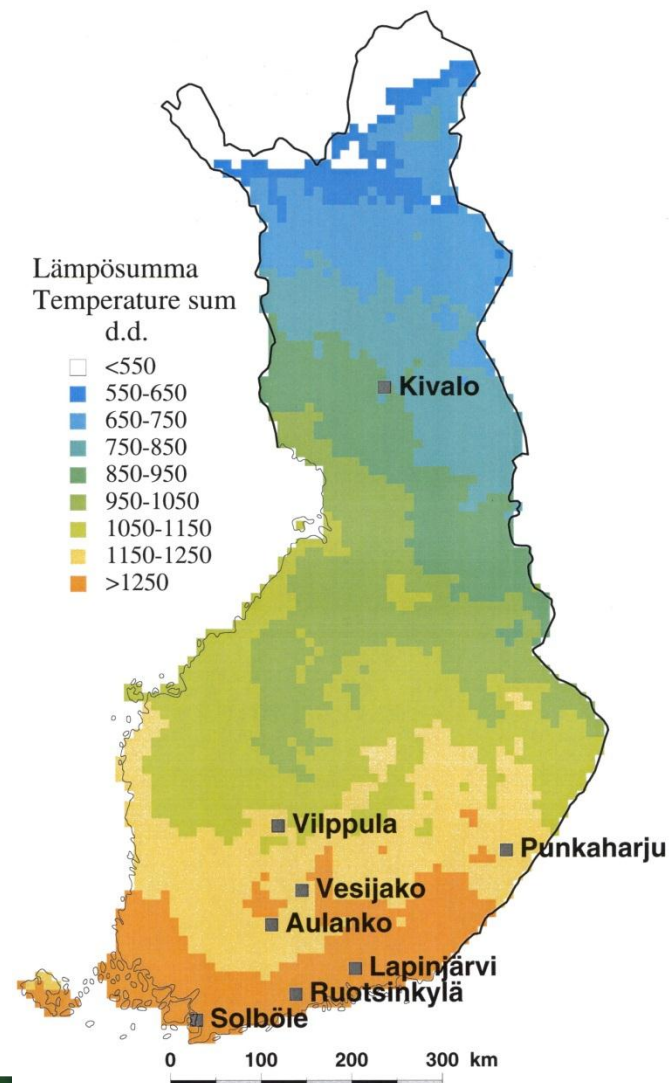 Lämpösumma
Temperature sum
d.d.
<550
550-650
650-750
750-850
850-950
950-1050
1050-1150
1150-1250
>1250
Kivalo
Vilppula
Punkaharju
Vesijako
Aulanko
Lapinjärvi
Ruotsinkylä
Solböle
0 100 200 300 km